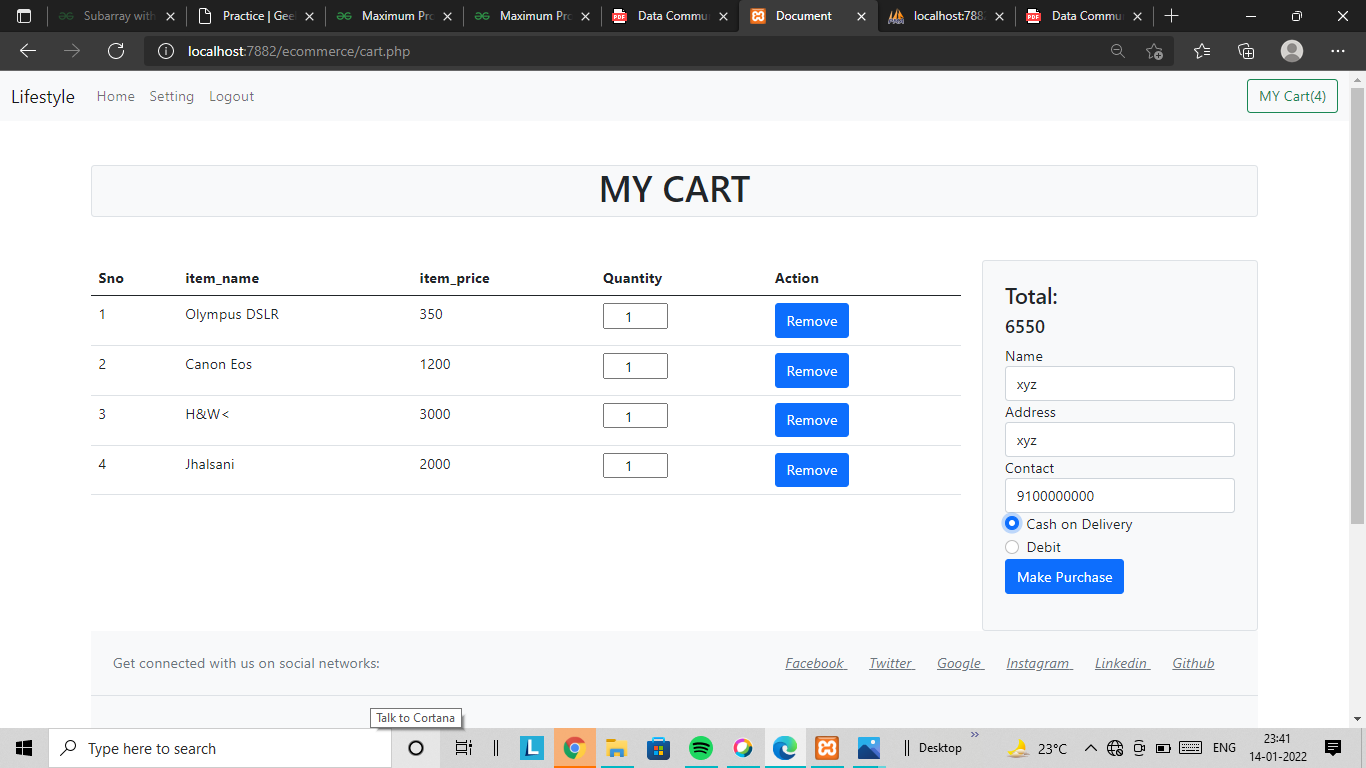 Subarray with
Practice | Gee
Maximum Pro
Maximum Pro
Data Commu
Document
localhost:788
Data Commu
localhost:7882/ecommerce/cart.php
Lifestyle Home Setting Logout MY Cart(4)
MY CART
Sno item_name item_price Quantity Action
1 Olympus DSLR 350 1 Remove
2 Canon Eos 1200 1 Remove
3 H&W< 3000 1 Remove
4 Jhalsani 2000 1 Remove
Total:
6550
Name
xyz
Address
xyz
Contact
9100000000
Cash on Delivery
Debit
Make Purchase
Get connected with us on social networks: Facebook Twitter Google Instagram Linkedin Github
Talk to Cortana
Type here to search
L
Desktop
23°C
ENG
23:41
14-01-2022